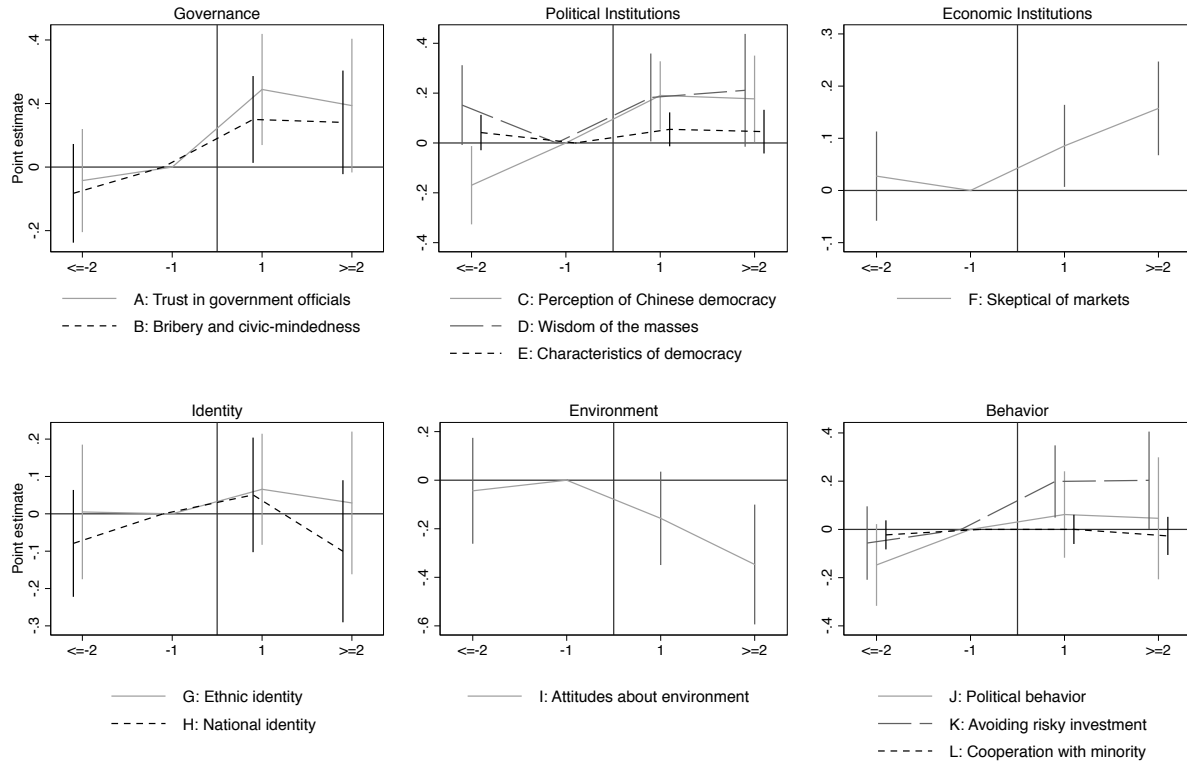 Governance
Political Institutions
Economic Institutions
Point estimate
.4
.2
0
-.2
<=-2
-1
1
>=2
A: Trust in government officials
B: Bribery and civic-mindedness
.4
.2
0
-.2
-.4
<=-2
-1
1
>=2
C: Perception of Chinese democracy
D: Wisdom of the masses
E: Characteristics of democracy
.3
.2
.1
0
-.1
<=-2
-1
1
>=2
F: Skeptical of markets
Identity
Environment
Behavior
Point estimate
.2
.1
0
-.1
-.2
-.3
<=-2
-1
1
>=2
G: Ethnic identity
H: National identity
.2
0
-.2
-.4
-.6
<=-2
-1
1
>=2
I: Attitudes about environment
.4
.2
0
-.2
-.4
<=-2
-1
1
>=2
J: Political behavior
K: Avoiding risky investment
L: Cooperation with minority